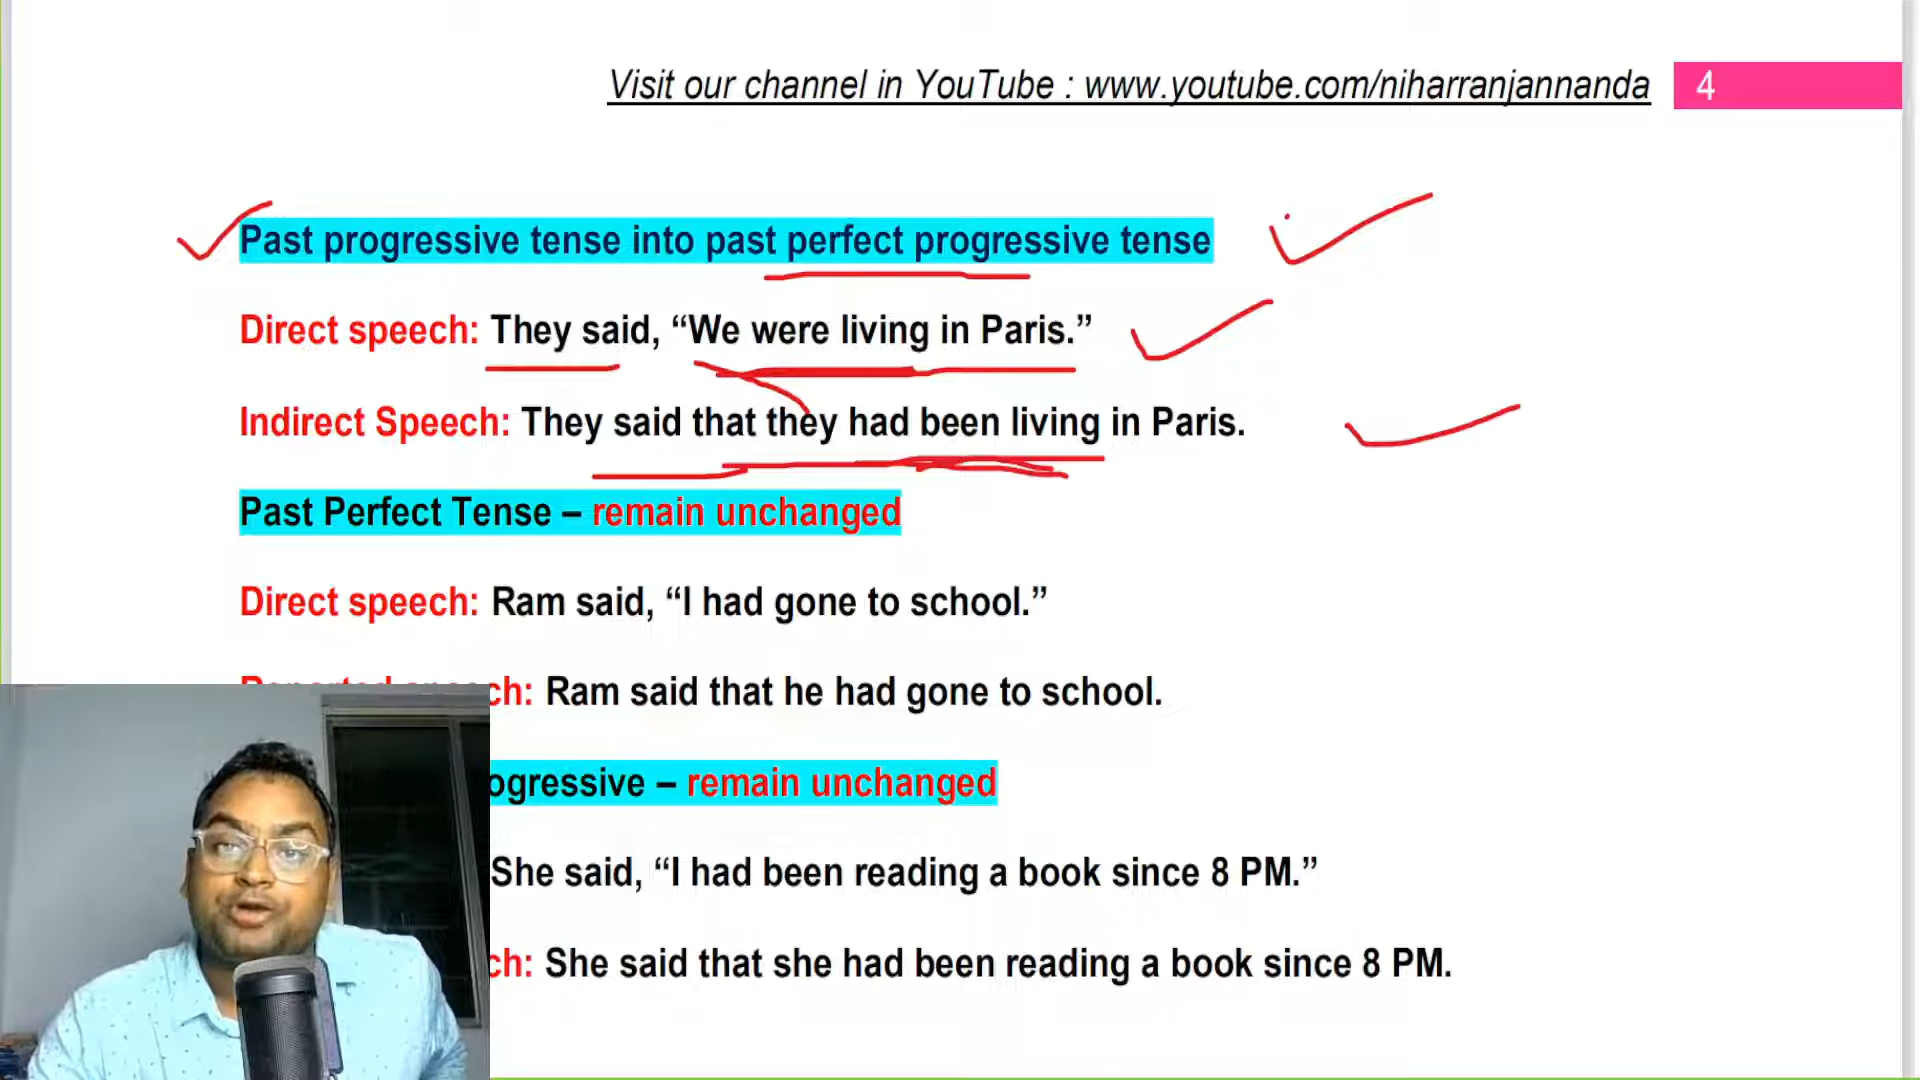 Visit our channel in YouTube : www.youtube.com/niharranjannanda 4
Past progressive tense into past perfect progressive tense
Direct speech: They said, “We were living in Paris.”
Indirect Speech: They said that they had been living in Paris.
Past Perfect Tense – remain unchanged
Direct speech: Ram said, “I had gone to school.”
Ram said that he had gone to school.
– remain unchanged
She said, “I had been reading a book since 8 PM.”
She said that she had been reading a book since 8 PM.